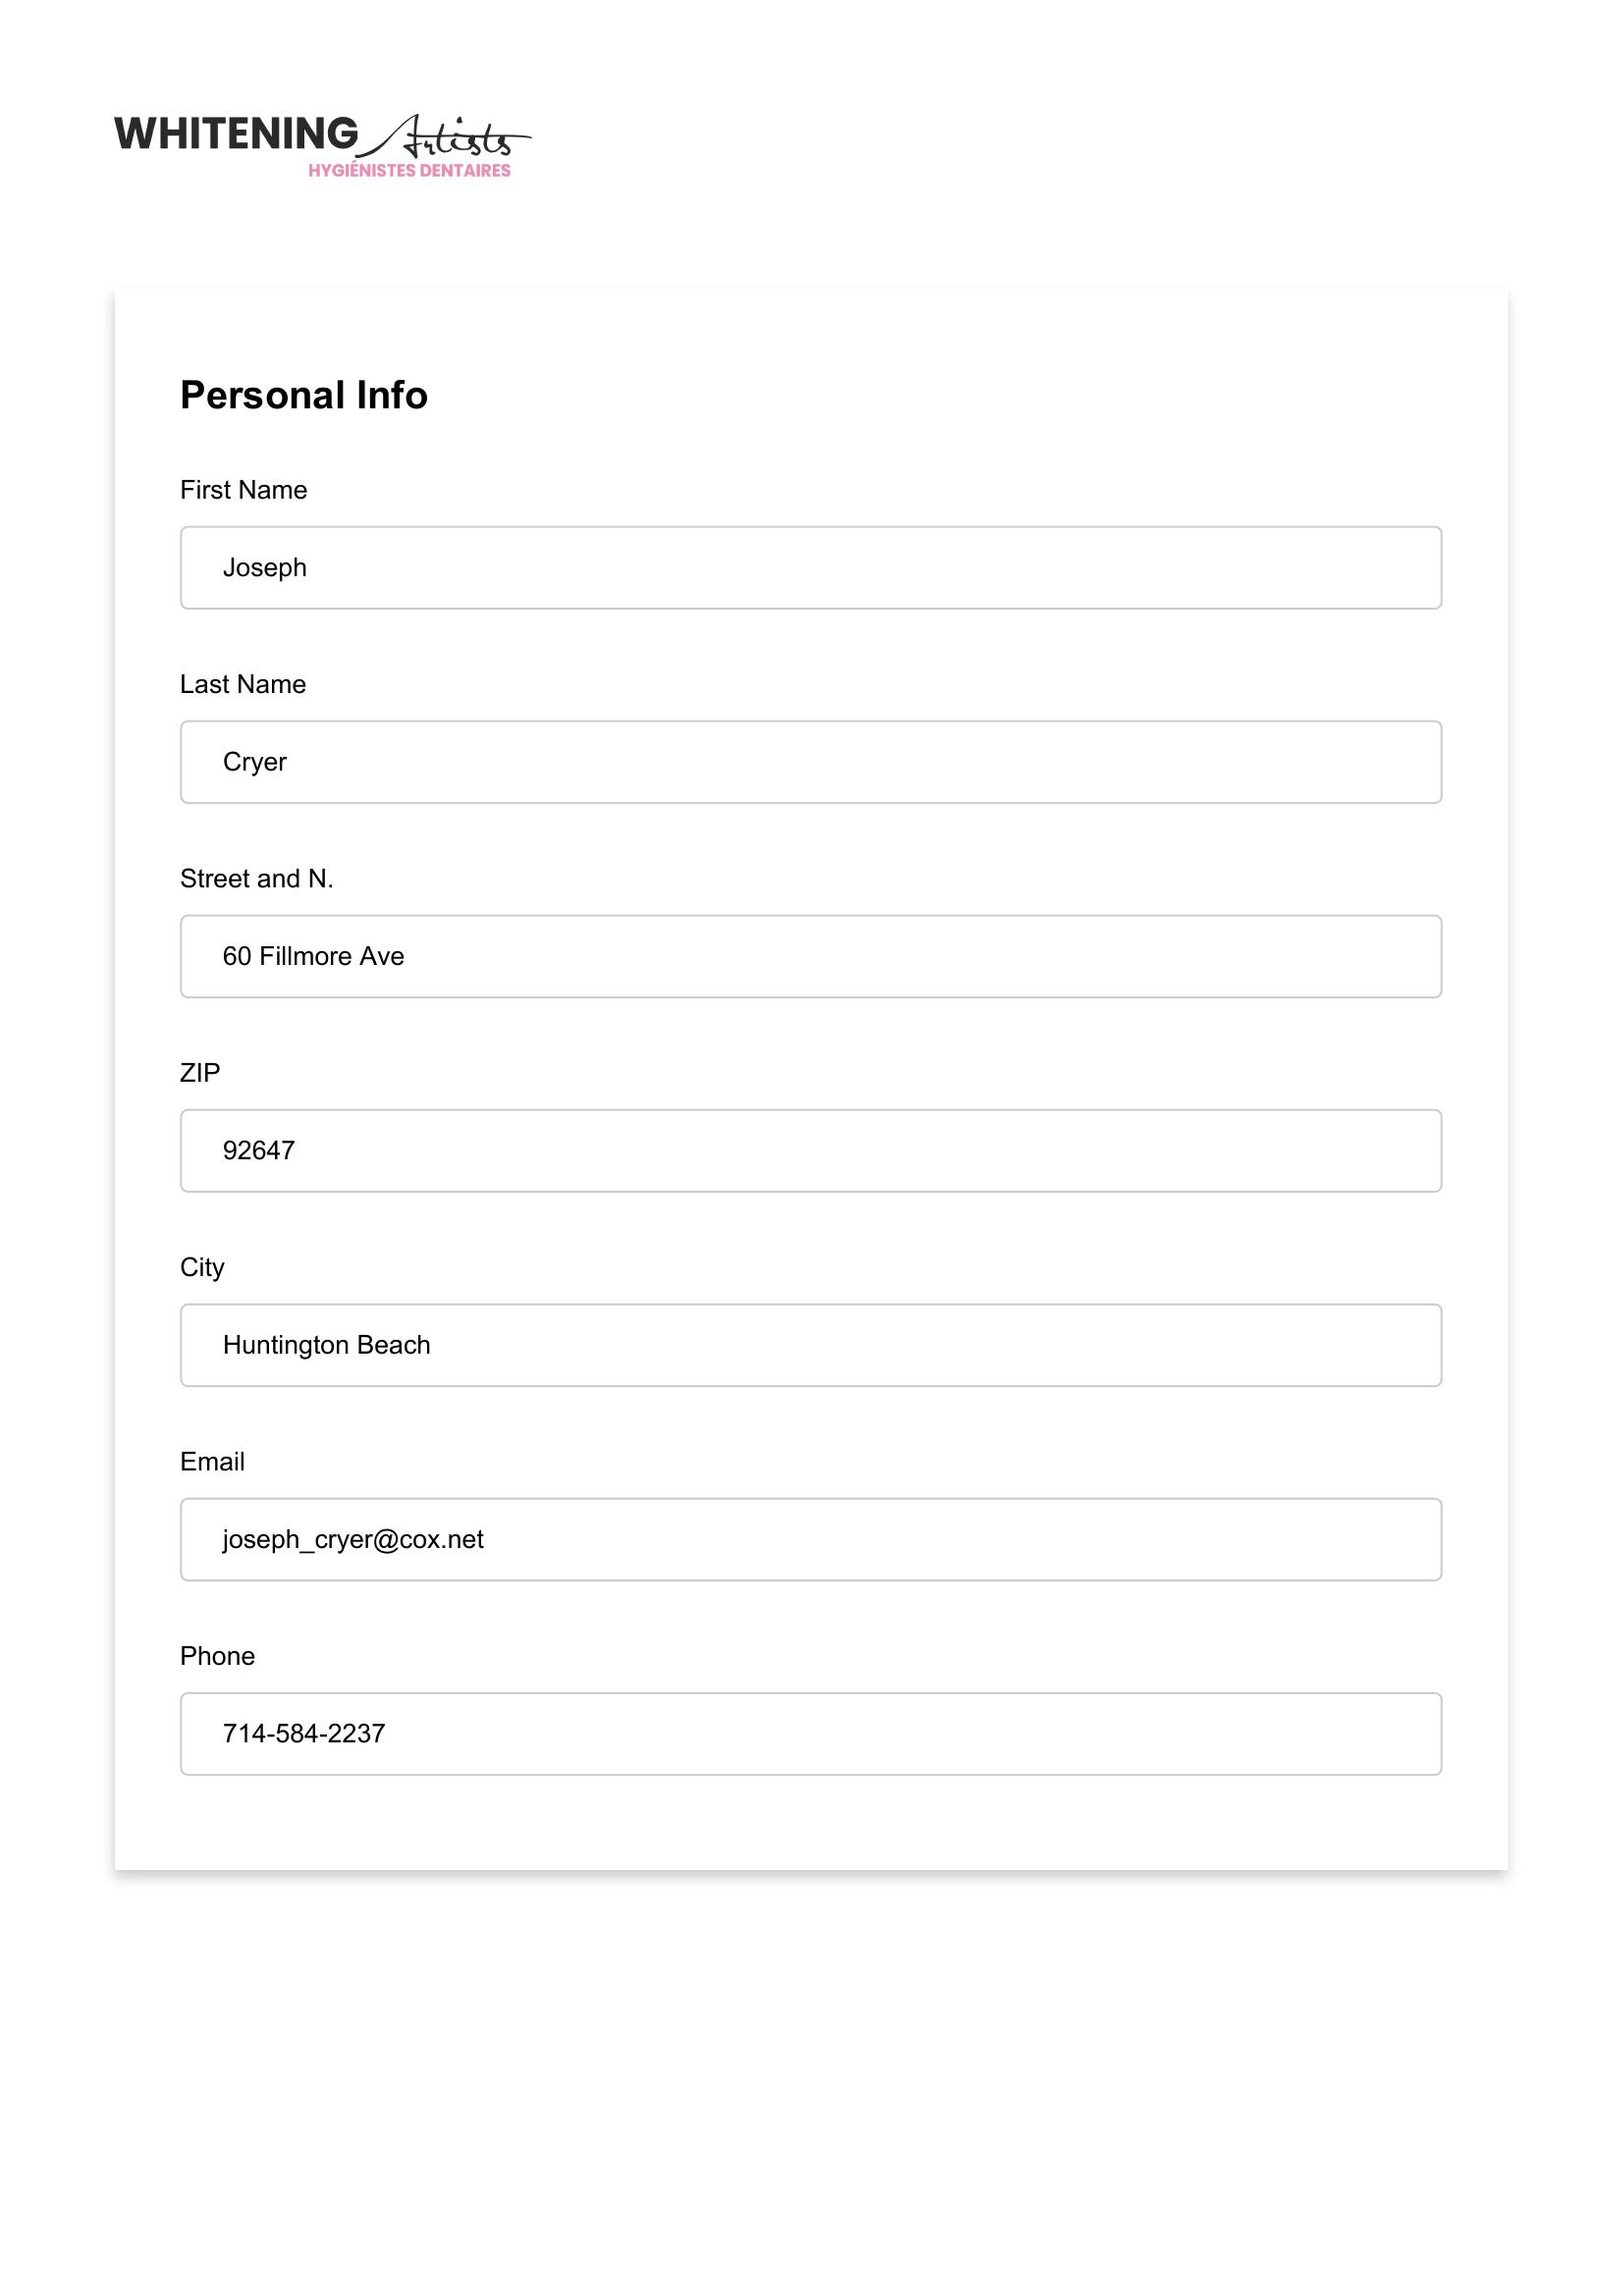 WHITENING Artists
HYGIÉNISTES DENTAIRES
Personal Info
First Name
Joseph
Last Name
Cryer
Street and N.
60 Fillmore Ave
ZIP
92647
City
Huntington Beach
Email
joseph_cryer@cox.net
Phone
714-584-2237